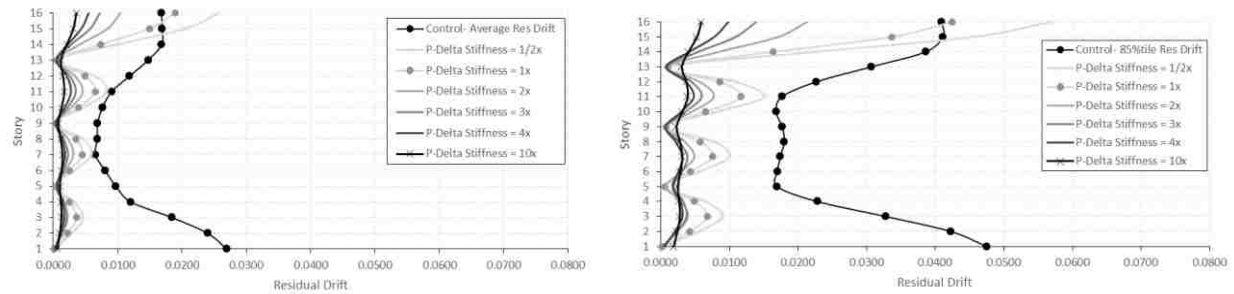 16
15
14
13
12
11
10
9
8
7
6
5
4
3
2
1
Story
0.0000 0.0100 0.0200 0.0300 0.0400 0.0500 0.0600 0.0700 0.0800
Residual Drift
Control- Average Res Drift
P-Delta Stiffness = 1/2x
P-Delta Stiffness = 1x
P-Delta Stiffness = 2x
P-Delta Stiffness = 3x
P-Delta Stiffness = 4x
P-Delta Stiffness = 10x
16
15
14
13
12
11
10
9
8
7
6
5
4
3
2
1
Story
0.0000 0.0100 0.0200 0.0300 0.0400 0.0500 0.0600 0.0700 0.0800
Residual Drift
Control- 85%tile Res Drift
P-Delta Stiffness = 1/2x
P-Delta Stiffness = 1x
P-Delta Stiffness = 2x
P-Delta Stiffness = 3x
P-Delta Stiffness = 4x
P-Delta Stiffness = 10x